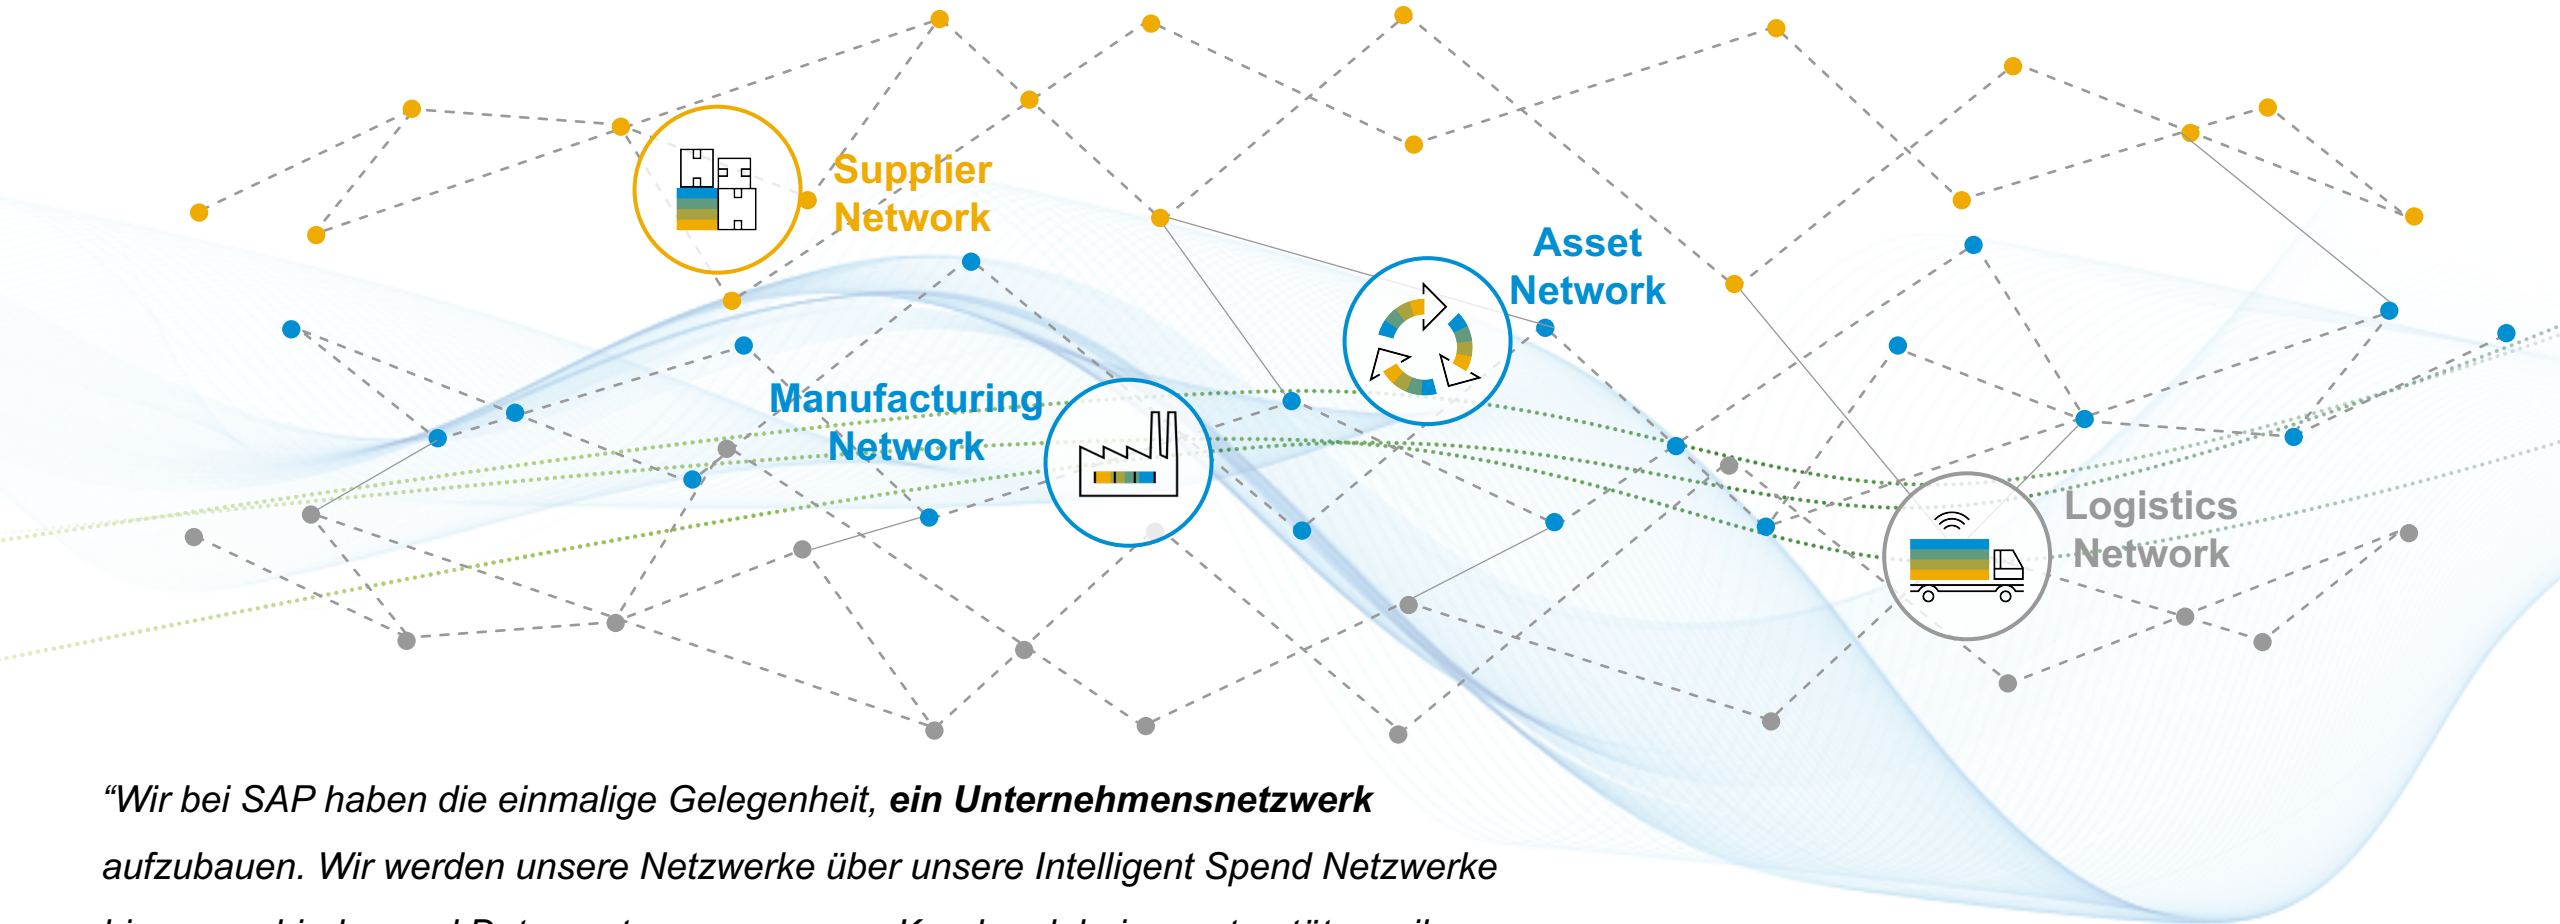 Supplier
Network
Asset
Network
Manufacturing
Network
Logistics
Network
“Wir bei SAP haben die einmalige Gelegenheit, ein Unternehmensnetzwerk
aufzubauen. Wir werden unsere Netzwerke über unsere Intelligent Spend Netzwerke